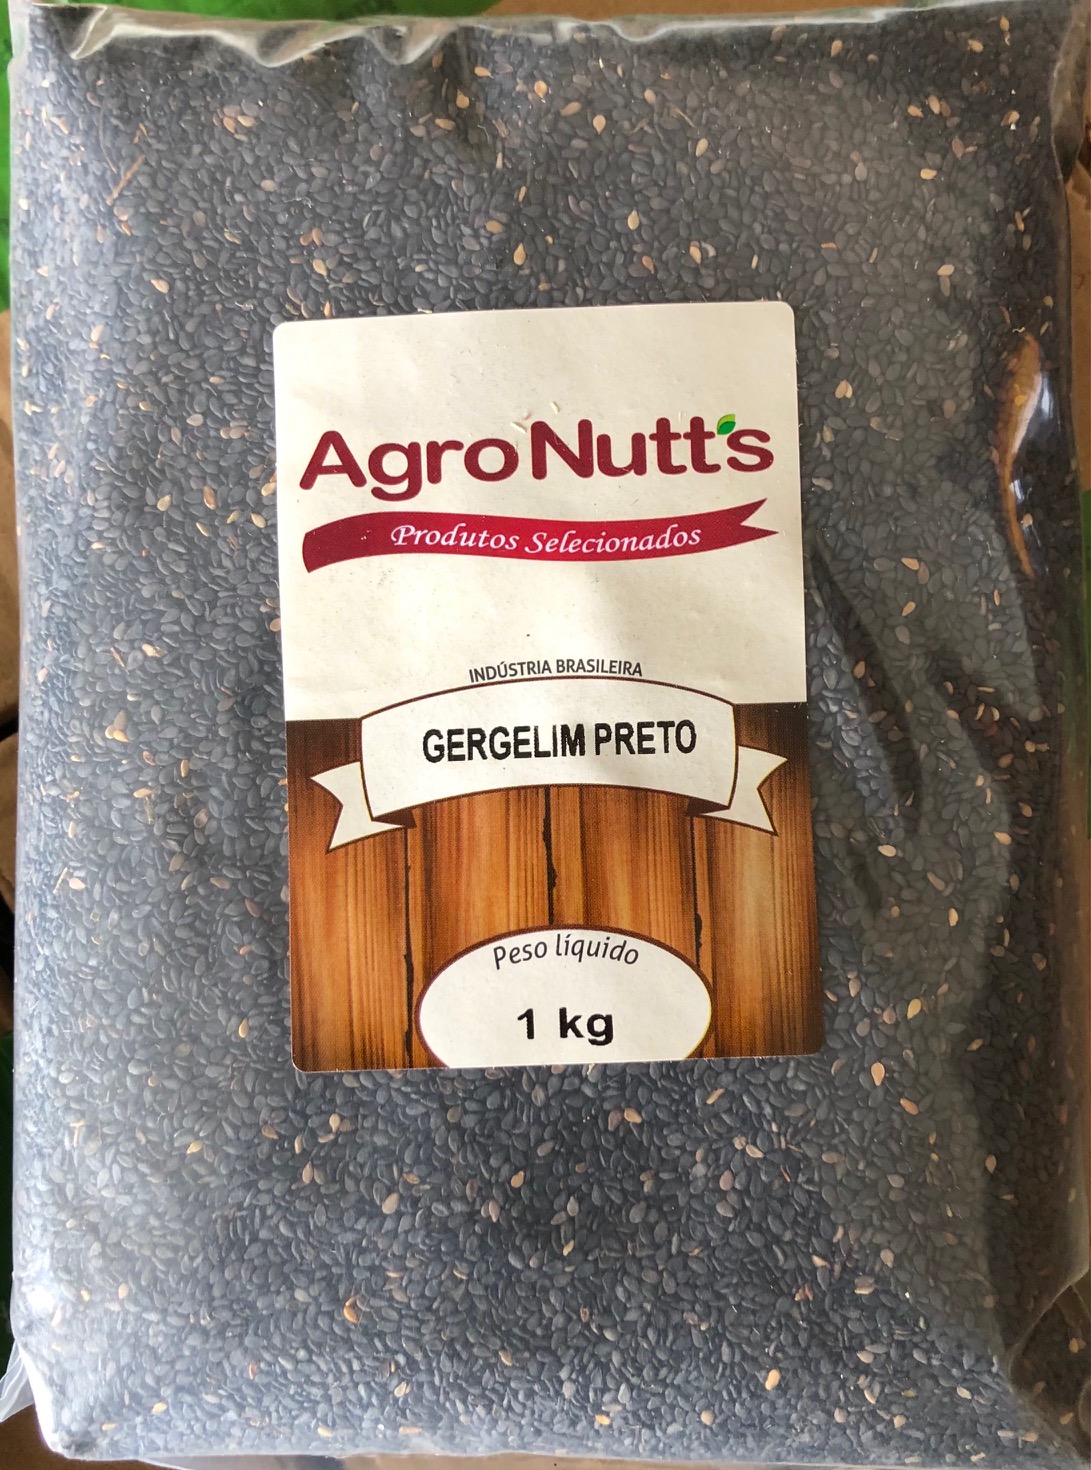 AgroNutt's
Produtos Selecionados
INDÚSTRIA BRASILEIRA
GERGELIM PRETO
Peso líquido
1 kg